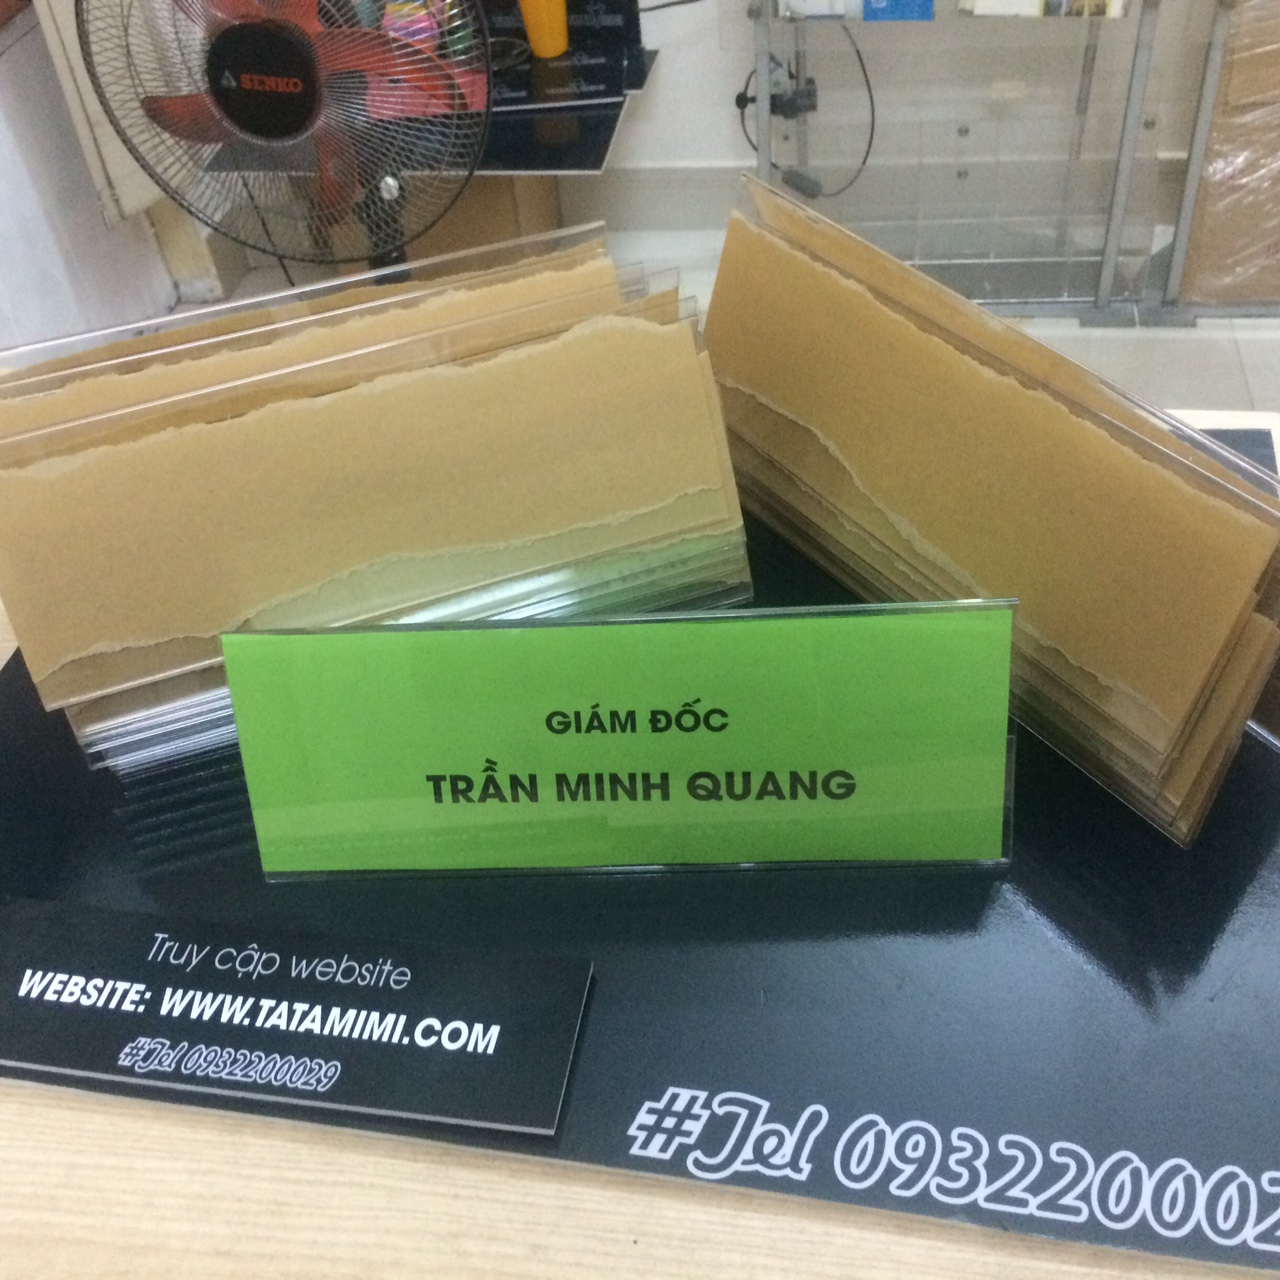 SENKO
GIÁM ĐỐC
TRẦN MINH QUANG
Truy cập website
WEBSITE: WWW.TATAMIMI.COM
#Tel 0932200029
#Tel 093220002